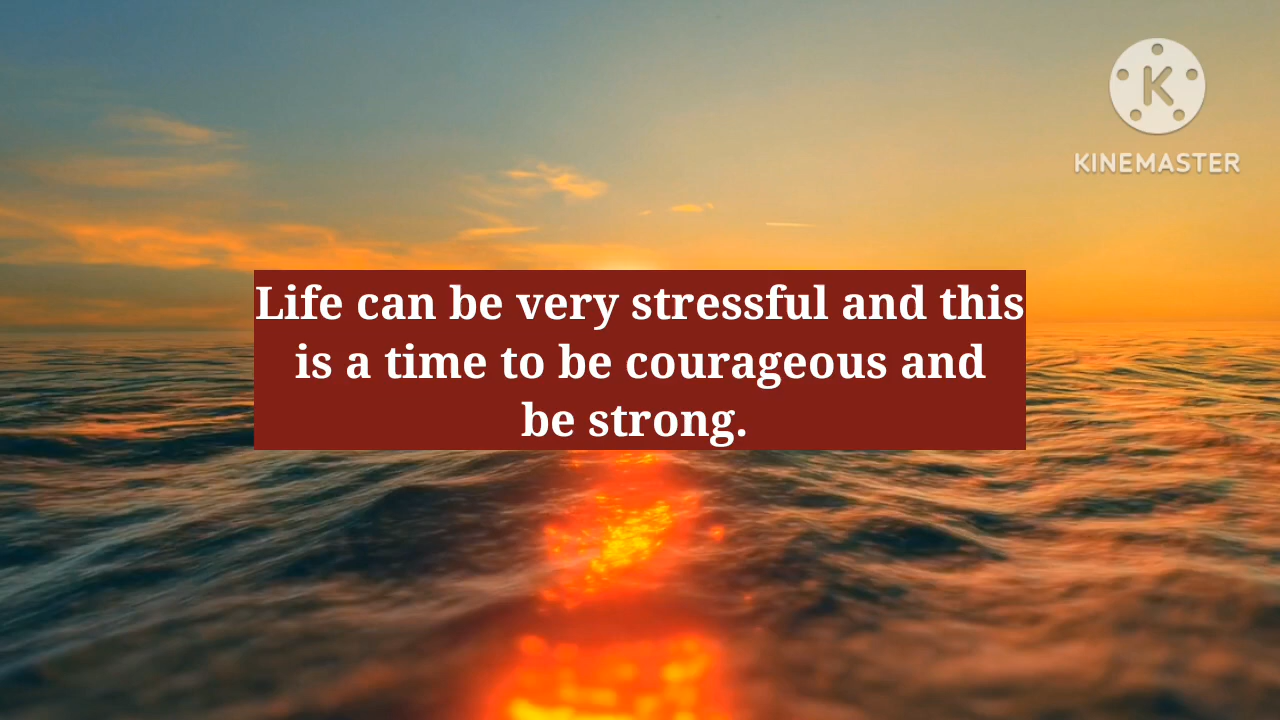 K
KINEMASTER
Life can be very stressful and this
is a time to be courageous and
be strong.